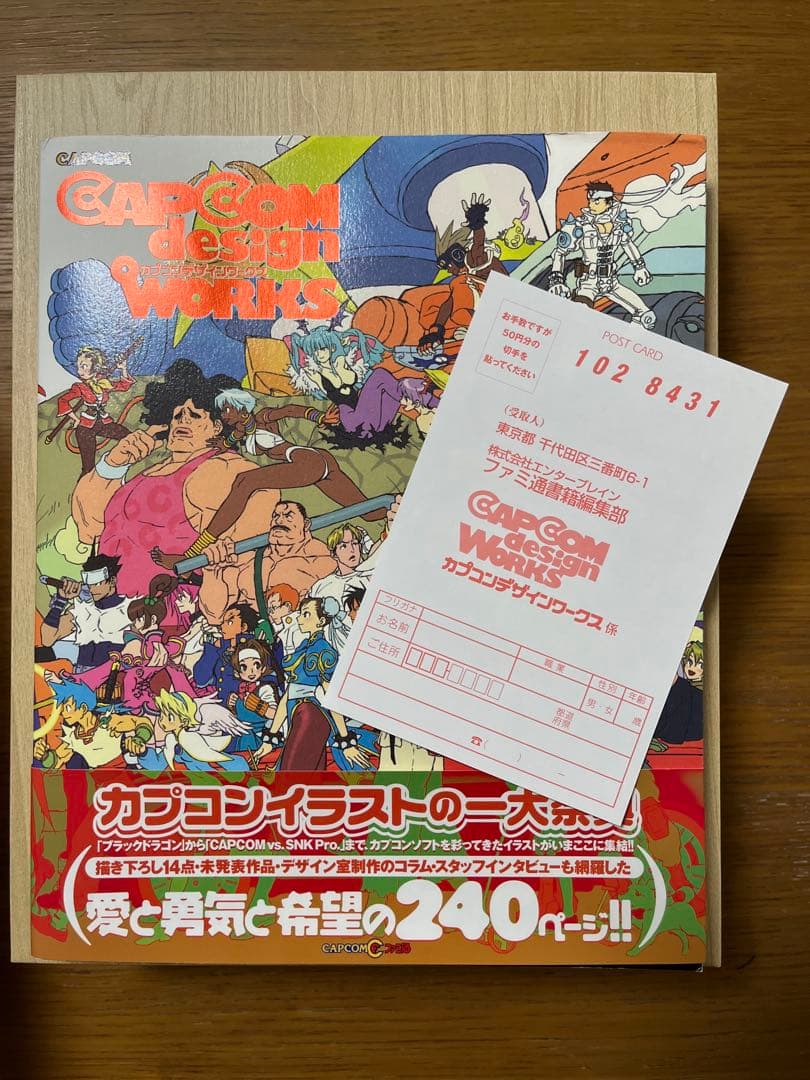 CAPCOM
CAPCOM
design
カプコンデザインワークス
WORKS
お手数ですが
50円分の
切手を
貼ってください
POST CARD
102 8431
(受取人)
東京都 千代田区三番町6-1
株式会社エンターブレイン
ファミ通書籍編集部
CAPCOM
design
WORKS
カプコンデザインワークス 係
フリガナ
お名前
職業
性別
年齢
男・女
歳
ご住所
都道
府県
☎( ) –
カプコンイラストの一大祭典
「ブラックドラゴン」から「CAPCOM vs. SNK Pro.」まで、カプコンソフトを彩ってきたイラストがいまここに集結!!
描き下ろし14点・未発表作品・デザイン室制作のコラム・スタッフインタビューも網羅した
愛と勇気と希望の240ページ!!
CAPCOM